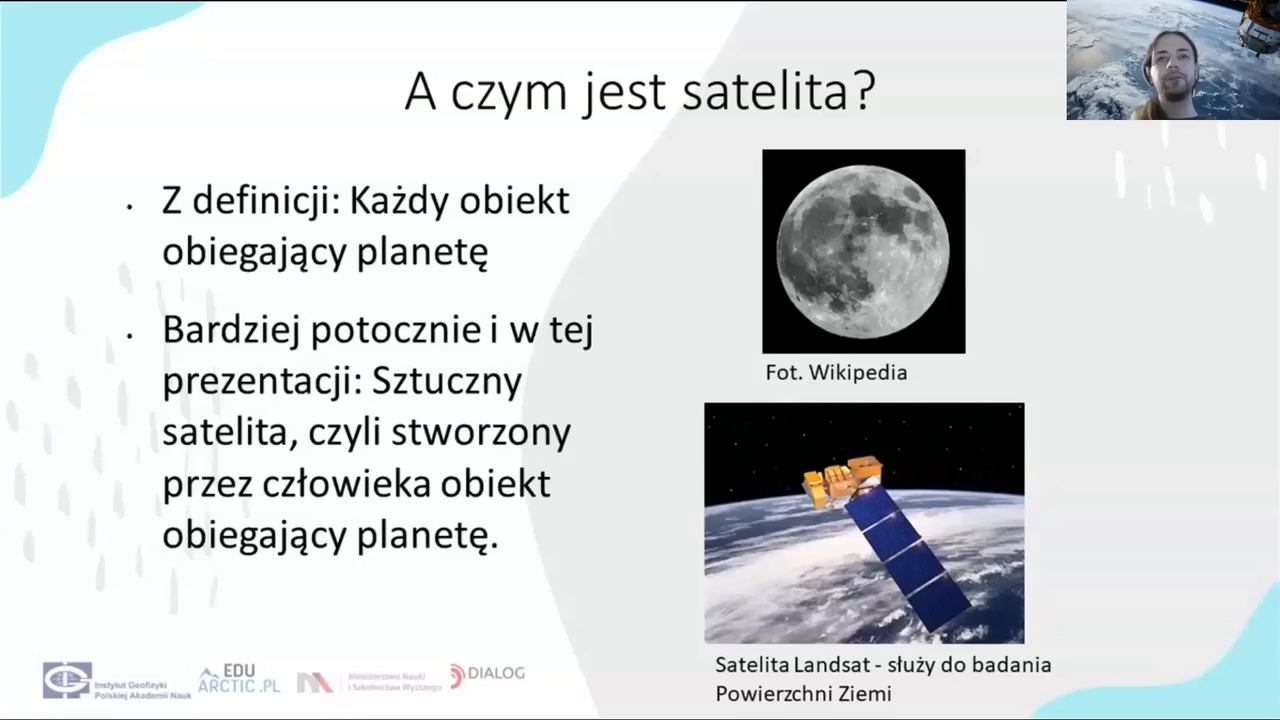 A czym jest satelita?
Z definicji: Każdy obiekt
obiegający planetę
Bardziej potocznie i w tej
prezentacji: Sztuczny
satelita, czyli stworzony
przez człowieka obiekt
obiegający planetę.
Fot. Wikipedia
Satelita Landsat - służy do badania
Powierzchni Ziemi
Instytut Geofizyki
Polskiej Akademii Nauk
EDU
ARCTIC.PL
Ministerstwo Nauki
i Szkolnictwa Wyższego
DIALOG